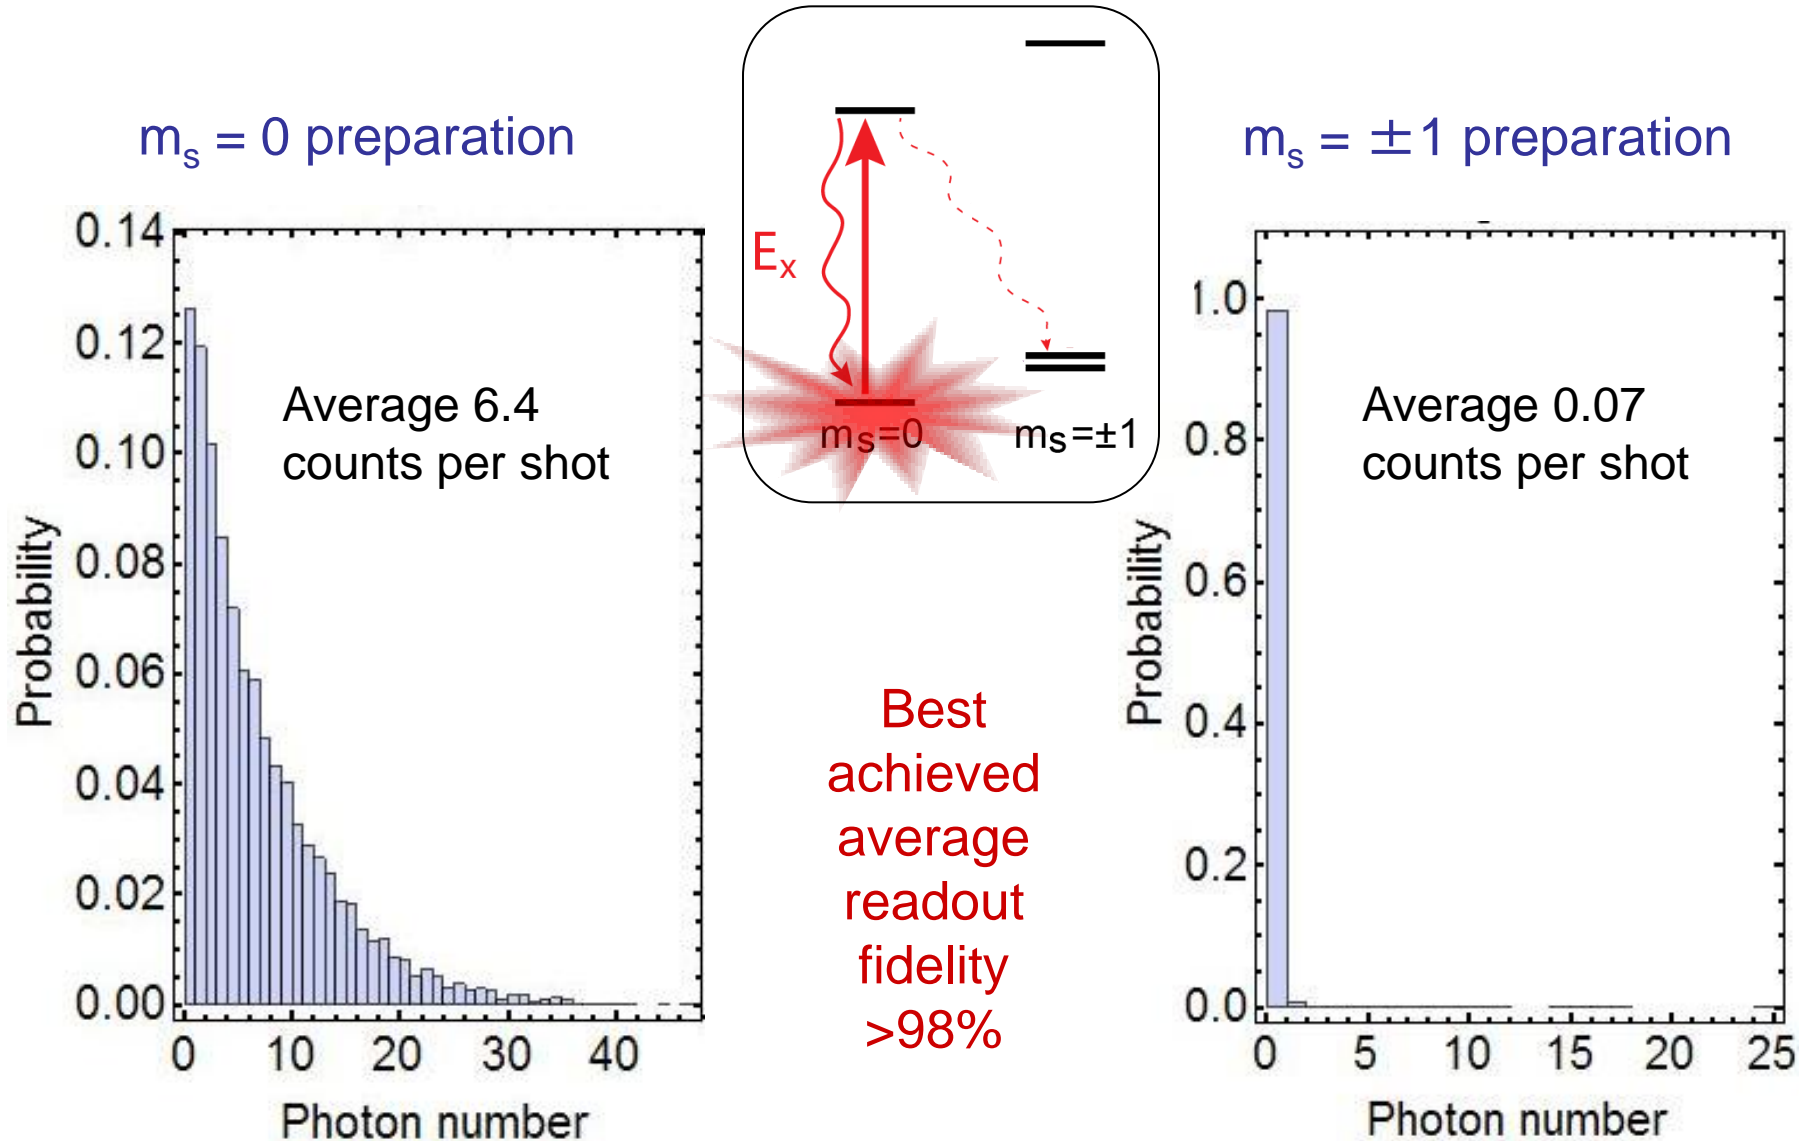 mₛ = 0 preparation
0.14
0.12
0.10
0.08
0.06
0.04
0.02
0.00
Probability
Average 6.4
counts per shot
0 10 20 30 40
Photon number
Eₓ
mₛ=0 mₛ=±1
Best
achieved
average
readout
fidelity
>98%
mₛ = ±1 preparation
1.0
0.8
0.6
0.4
0.2
0.0
Probability
Average 0.07
counts per shot
0 5 10 15 20 25
Photon number